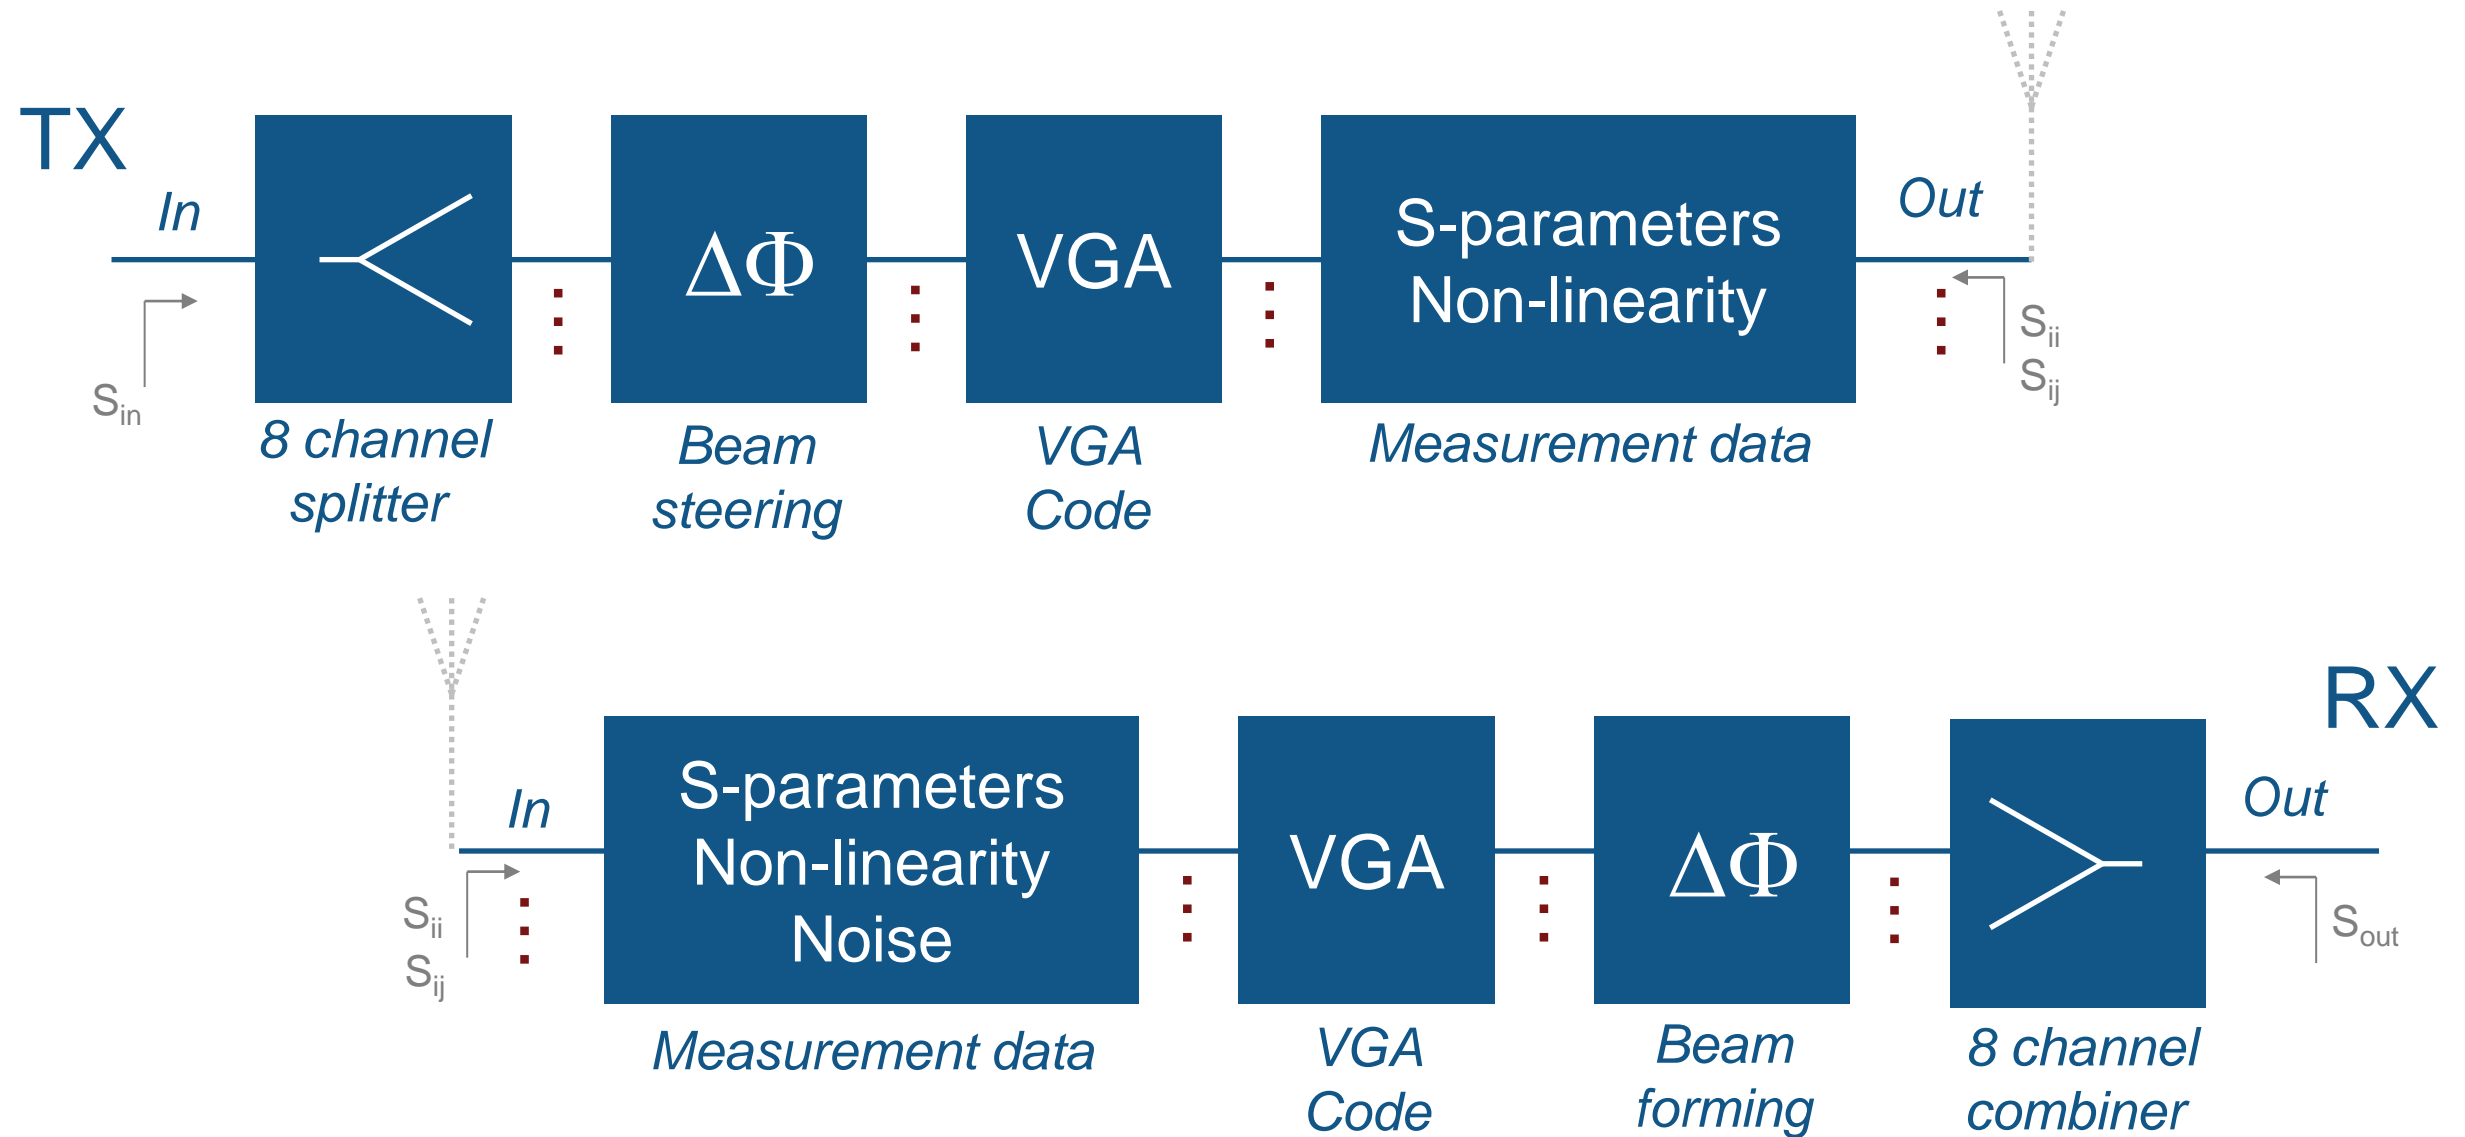 TX
In
S_in
8 channel
splitter
ΔΦ
Beam
steering
VGA
VGA
Code
S-parameters
Non-linearity
Measurement data
Out
S_ii
S_ij
In
S_ii
S_ij
S-parameters
Non-linearity
Noise
Measurement data
VGA
VGA
Code
ΔΦ
Beam
forming
8 channel
combiner
RX
Out
S_out